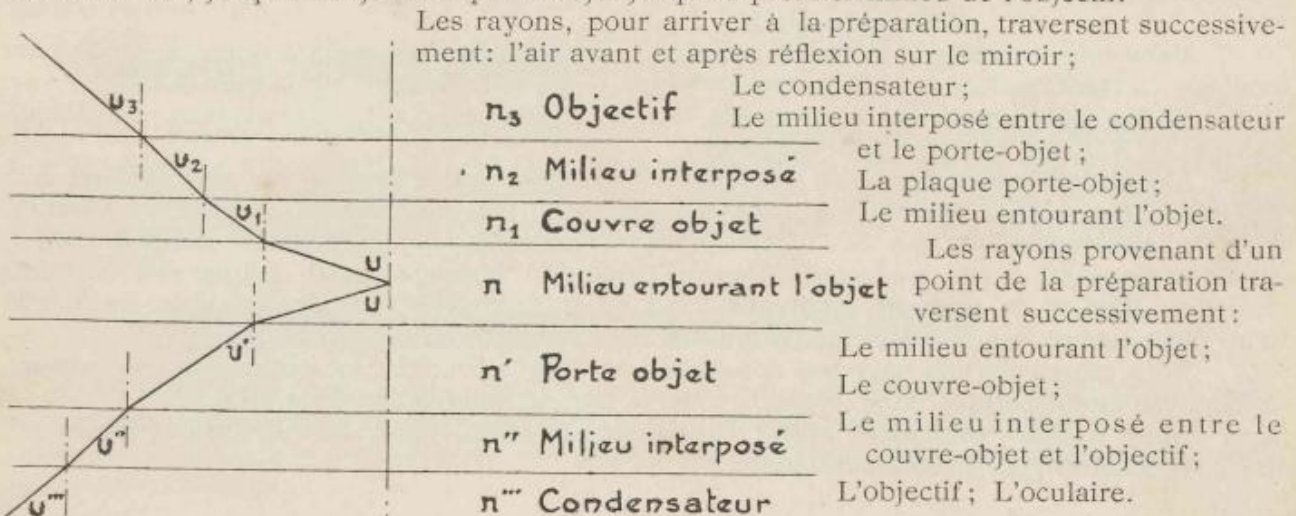 Les rayons, pour arriver à la préparation, traversent successive-
ment: l'air avant et après réflexion sur le miroir;
Le condensateur;
Le milieu interposé entre le condensateur
et le porte-objet;
La plaque porte-objet;
Le milieu entourant l'objet.
Les rayons provenant d'un
point de la préparation tra-
versent successivement:
Le milieu entourant l'objet;
Le couvre-objet;
Le milieu interposé entre le
couvre-objet et l'objectif;
L'objectif; L'oculaire.
U₃
n₃ Objectif
U₂
n₂ Milieu interposé
U₁
n₁ Couvre objet
U
U
n Milieu entourant l'objet
U'
n' Porte objet
U"
n" Milieu interposé
U'''
n''' Condensateur